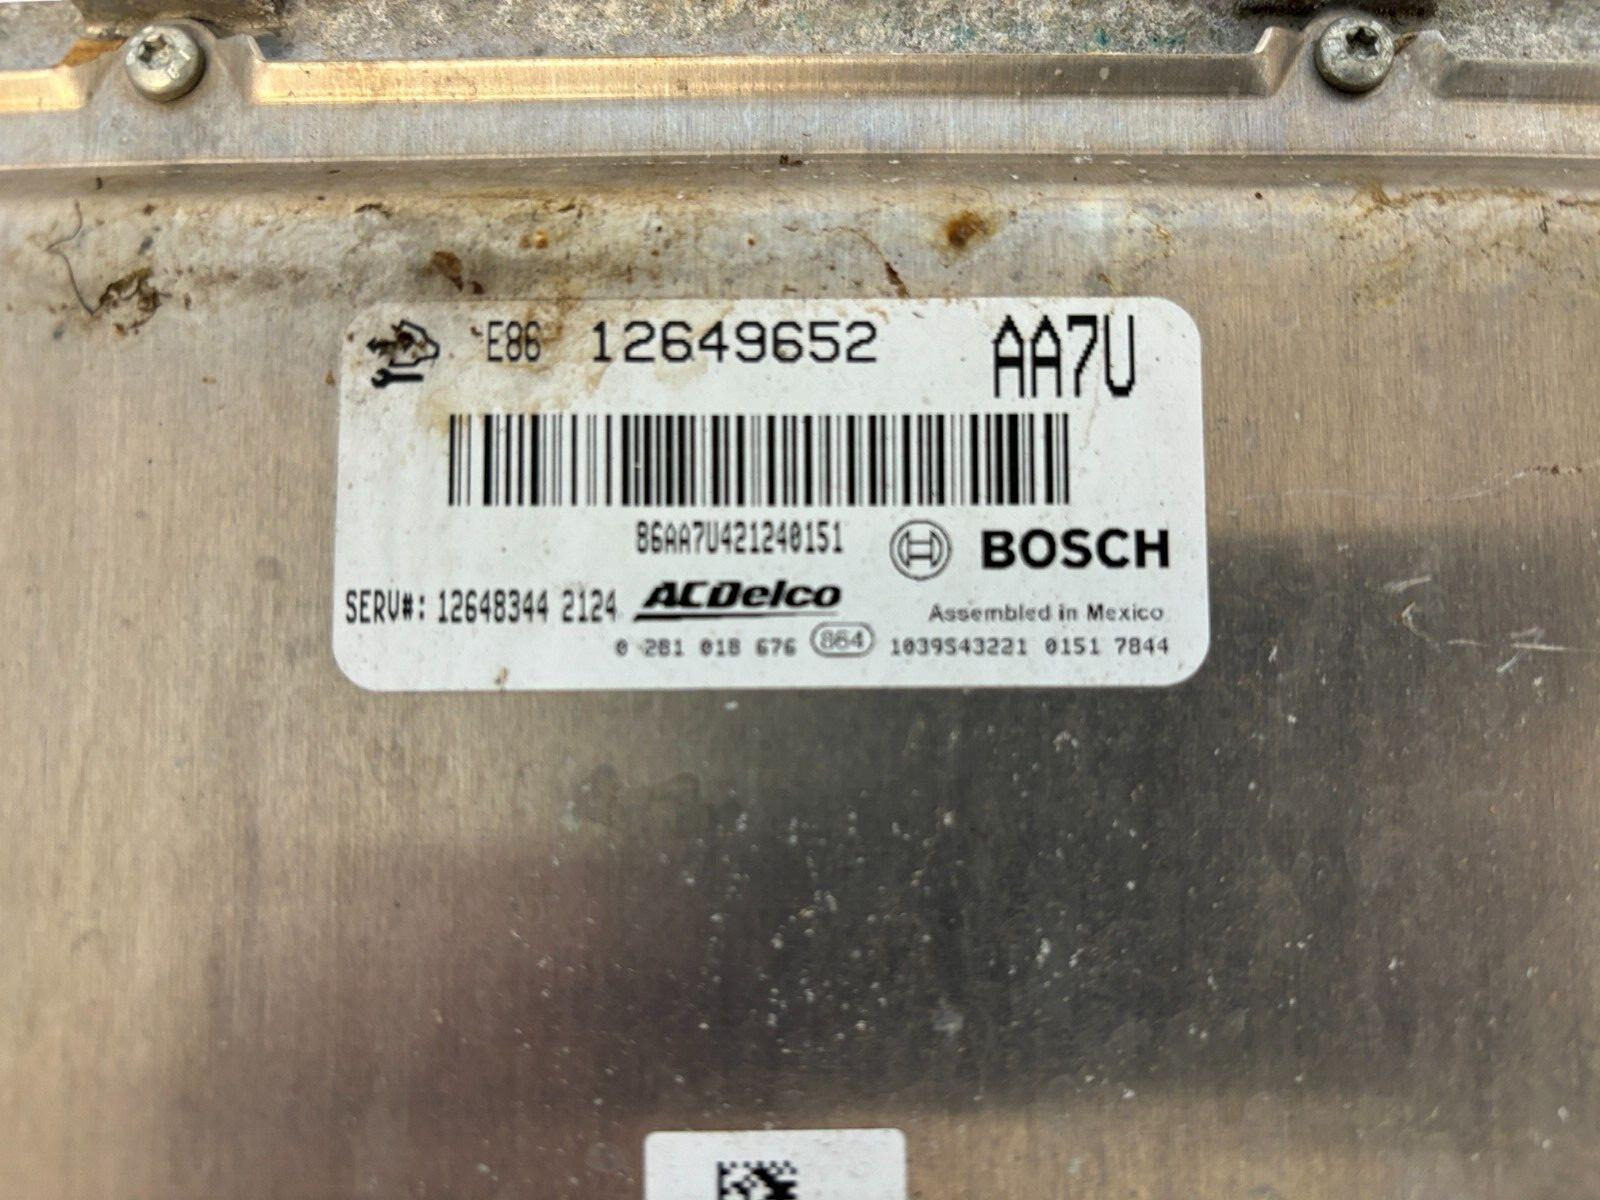 E86 12649652 AA7U
86AA7U421240151
BOSCH
SERV#: 12648344 2124 ACDelco
Assembled in Mexico
0 281 018 676 864 1039S43221 0151 7844